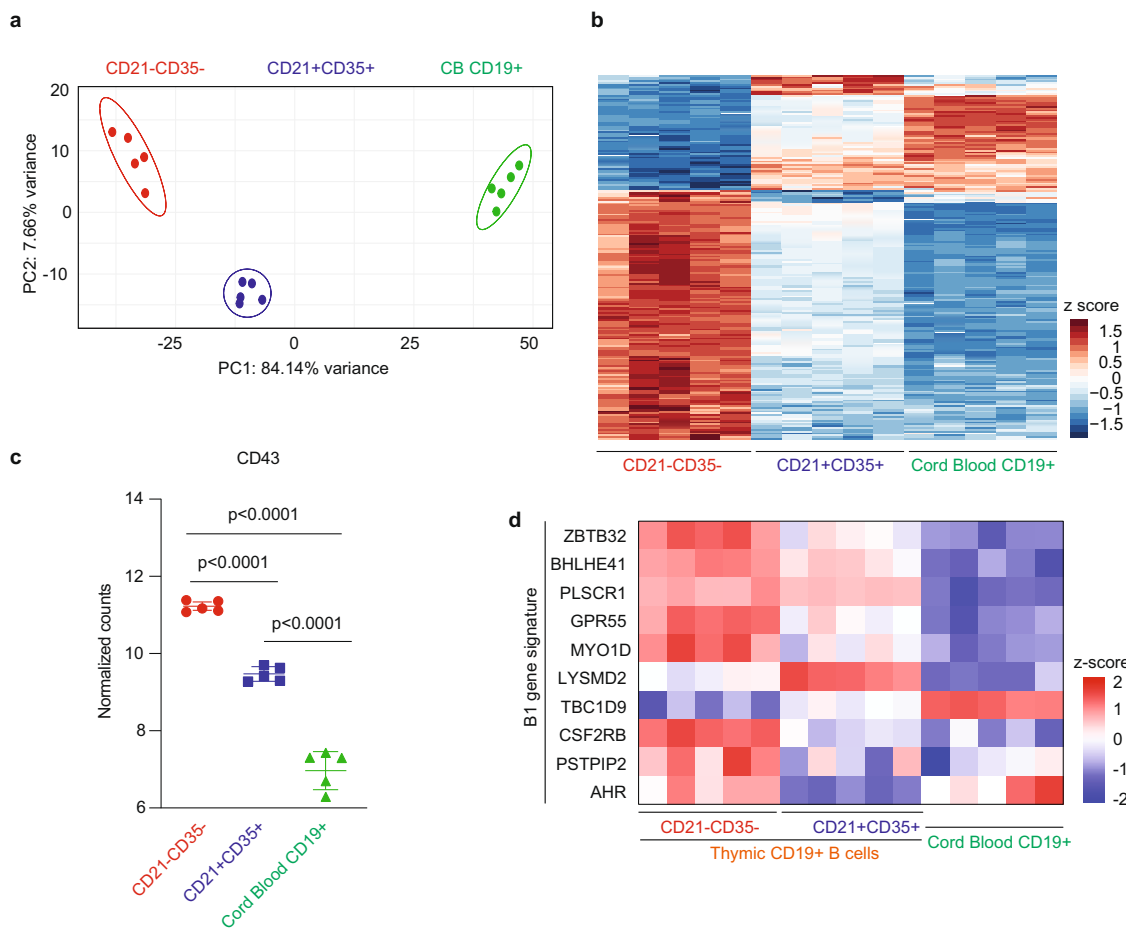 a
CD21-CD35-
CD21+CD35+
CB CD19+
20
10
0
-10
PC2: 7.66% variance
-25
0
25
50
PC1: 84.14% variance
b
z score
1.5
1
0.5
0
−0.5
−1
−1.5
CD21-CD35-
CD21+CD35+
Cord Blood CD19+
c
CD43
14
12
10
8
6
Normalized counts
p<0.0001
p<0.0001
p<0.0001
CD21-CD35-
CD21+CD35+
Cord Blood CD19+
d
B1 gene signature
ZBTB32
BHLHE41
PLSCR1
GPR55
MYO1D
LYSMD2
TBC1D9
CSF2RB
PSTPIP2
AHR
z-score
2
1
0
-1
-2
CD21-CD35-
CD21+CD35+
Thymic CD19+ B cells
Cord Blood CD19+